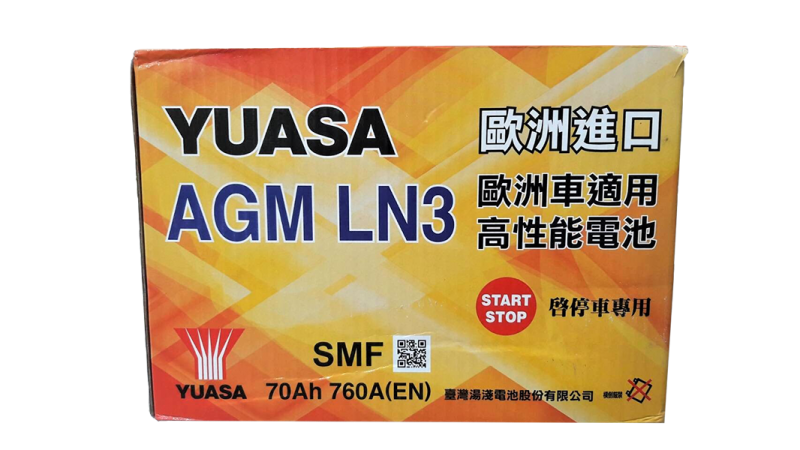 YUASA
歐洲進口
AGM LN3
歐洲車適用
高性能電池
START
STOP
啓停車專用
SMF
YUASA
70Ah 760A(EN)
臺灣湯淺電池股份有限公司